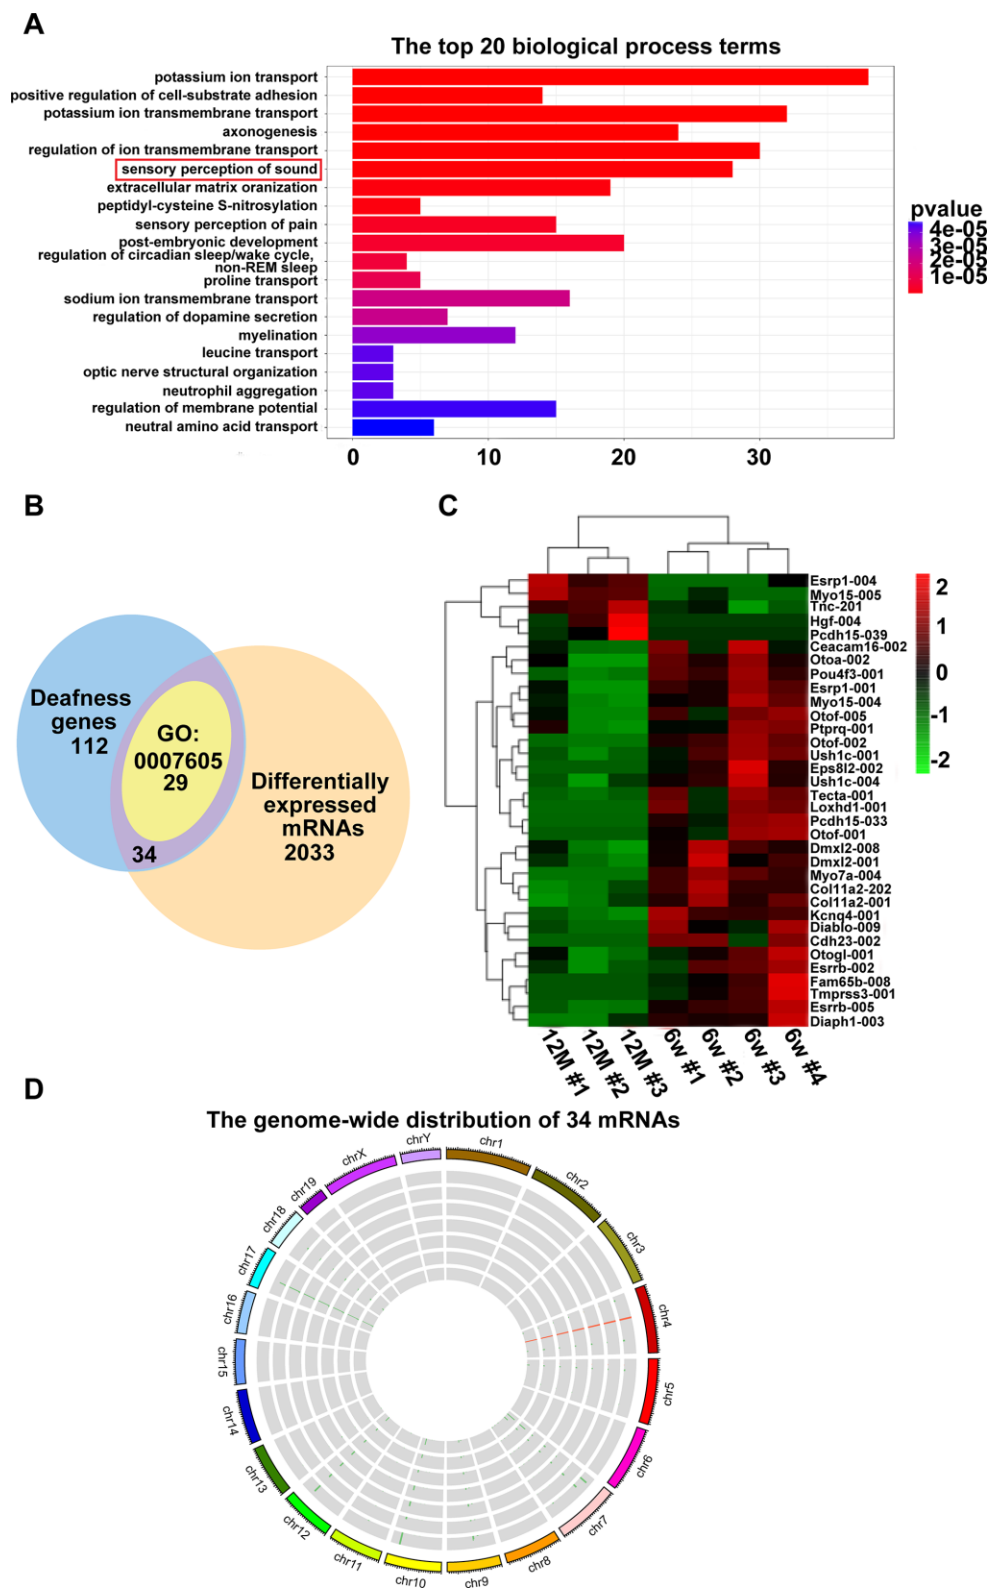 A
The top 20 biological process terms
potassium ion transport
positive regulation of cell-substrate adhesion
potassium ion transmembrane transport
axonogenesis
regulation of ion transmembrane transport
sensory perception of sound
extracellular matrix oranization
peptidyl-cysteine S-nitrosylation
sensory perception of pain
post-embryonic development
regulation of circadian sleep/wake cycle,
non-REM sleep
proline transport
sodium ion transmembrane transport
regulation of dopamine secretion
myelination
leucine transport
optic nerve structural organization
neutrophil aggregation
regulation of membrane potential
neutral amino acid transport
0 10 20 30
pvalue
4e-05
3e-05
2e-05
1e-05
B
Deafness
genes
112
GO:
0007605
29
34
Differentially
expressed
mRNAs
2033
C
Esrp1-004
Myo15-005
Tnc-201
Hgf-004
Pcdh15-039
Ceacam16-002
Otoa-002
Pou4f3-001
Esrp1-001
Myo15-004
Otof-005
Ptprq-001
Otof-002
Ush1c-001
Eps8l2-002
Ush1c-004
Tecta-001
Loxhd1-001
Pcdh15-033
Otof-001
Dmxl2-008
Dmxl2-001
Myo7a-004
Col11a2-202
Col11a2-001
Kcnq4-001
Diablo-009
Cdh23-002
Otogl-001
Esrrb-002
Fam65b-008
Tmprss3-001
Esrrb-005
Diaph1-003
12M #1
12M #2
12M #3
6w #1
6w #2
6w #3
6w #4
2
1
0
-1
-2
D
The genome-wide distribution of 34 mRNAs
chr1
chr2
chr3
chr4
chr5
chr6
chr7
chr8
chr9
chr10
chr11
chr12
chr13
chr14
chr15
chr16
chr17
chr18
chr19
chrX
chrY